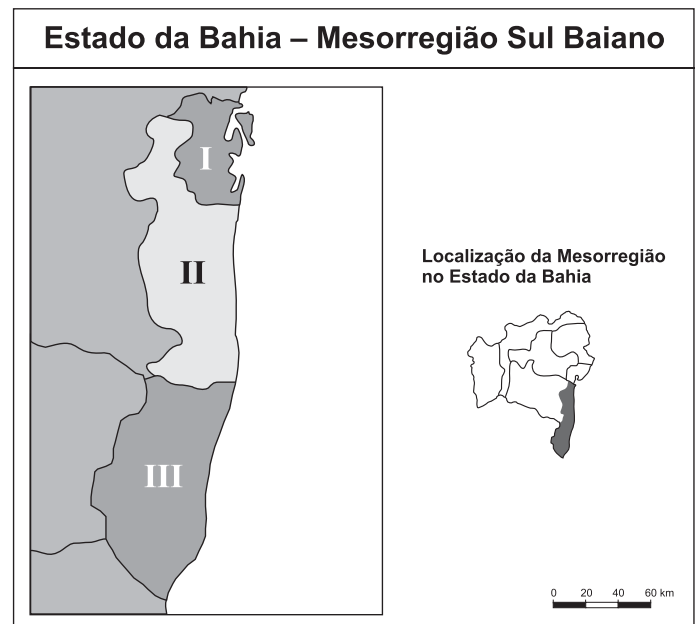 Estado da Bahia – Mesorregião Sul Baiano
I
II
III
Localização da Mesorregião
no Estado da Bahia
0 20 40 60 km